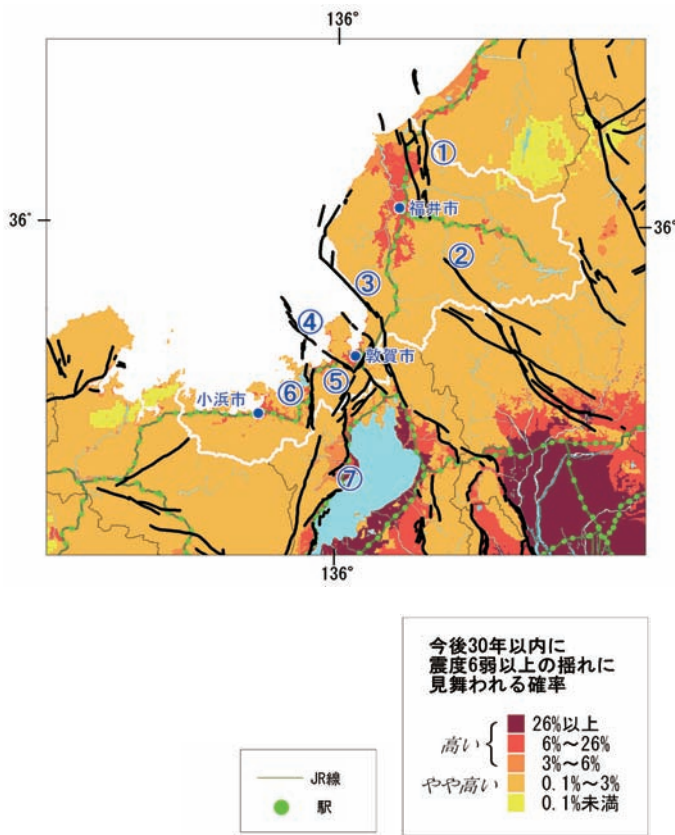 136°
①
福井市
36°
36°
②
③
④
敦賀市
⑤
⑥
小浜市
⑦
136°
今後30年以内に
震度6弱以上の揺れに
見舞われる確率
26%以上
高い
6%～26%
3%～6%
やや高い
0.1%～3%
0.1%未満
JR線
駅